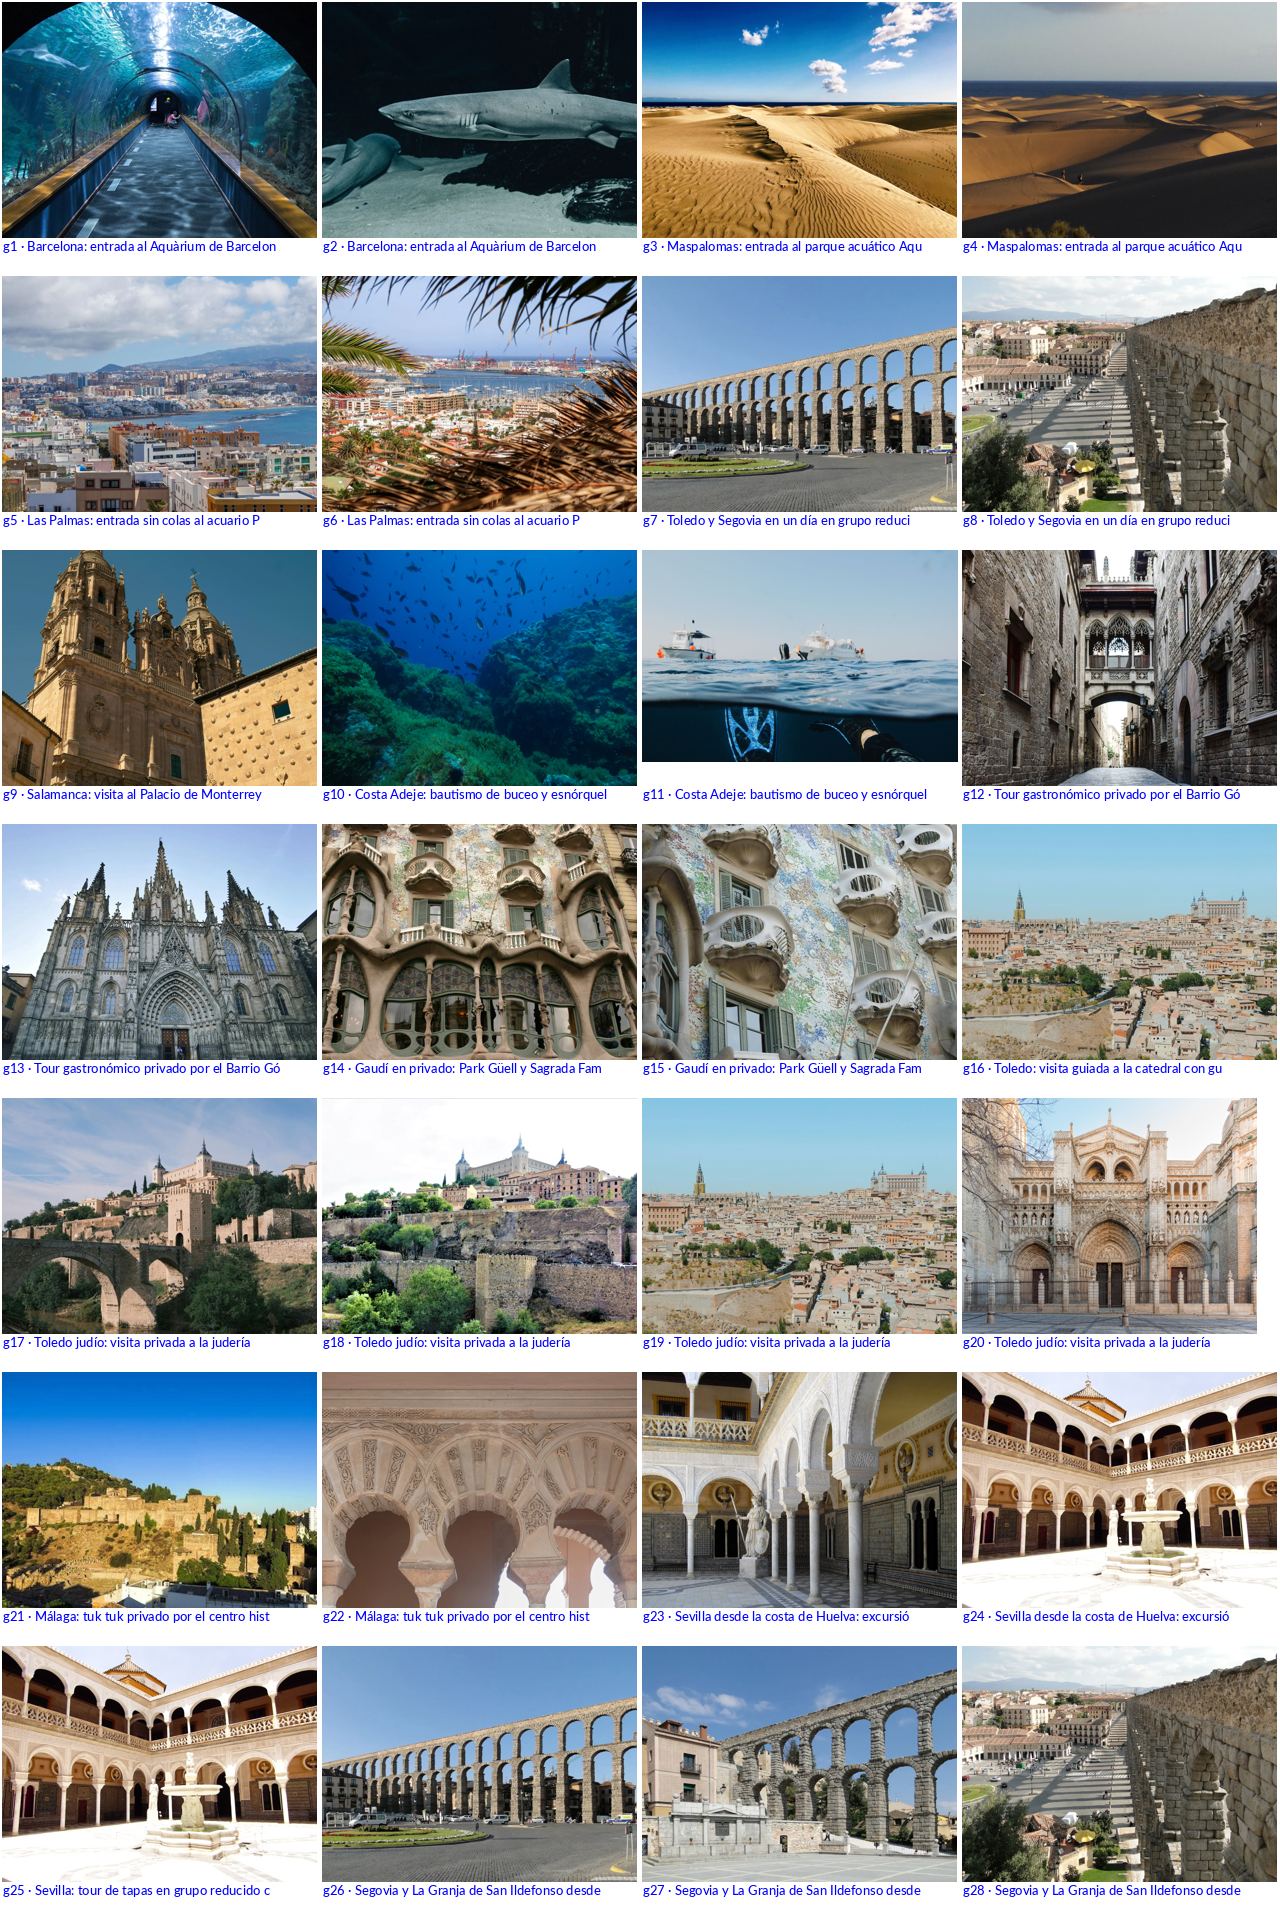 g1 · Barcelona: entrada al Aquàrium de Barcelon
g2 · Barcelona: entrada al Aquàrium de Barcelon
g3 · Maspalomas: entrada al parque acuático Aqu
g4 · Maspalomas: entrada al parque acuático Aqu
g5 · Las Palmas: entrada sin colas al acuario P
g6 · Las Palmas: entrada sin colas al acuario P
g7 · Toledo y Segovia en un día en grupo reduci
g8 · Toledo y Segovia en un día en grupo reduci
g9 · Salamanca: visita al Palacio de Monterrey
g10 · Costa Adeje: bautismo de buceo y esnórquel
g11 · Costa Adeje: bautismo de buceo y esnórquel
g12 · Tour gastronómico privado por el Barrio Gó
g13 · Tour gastronómico privado por el Barrio Gó
g14 · Gaudí en privado: Park Güell y Sagrada Fam
g15 · Gaudí en privado: Park Güell y Sagrada Fam
g16 · Toledo: visita guiada a la catedral con gu
g17 · Toledo judío: visita privada a la judería
g18 · Toledo judío: visita privada a la judería
g19 · Toledo judío: visita privada a la judería
g20 · Toledo judío: visita privada a la judería
g21 · Málaga: tuk tuk privado por el centro hist
g22 · Málaga: tuk tuk privado por el centro hist
g23 · Sevilla desde la costa de Huelva: excursió
g24 · Sevilla desde la costa de Huelva: excursió
g25 · Sevilla: tour de tapas en grupo reducido c
g26 · Segovia y La Granja de San Ildefonso desde
g27 · Segovia y La Granja de San Ildefonso desde
g28 · Segovia y La Granja de San Ildefonso desde